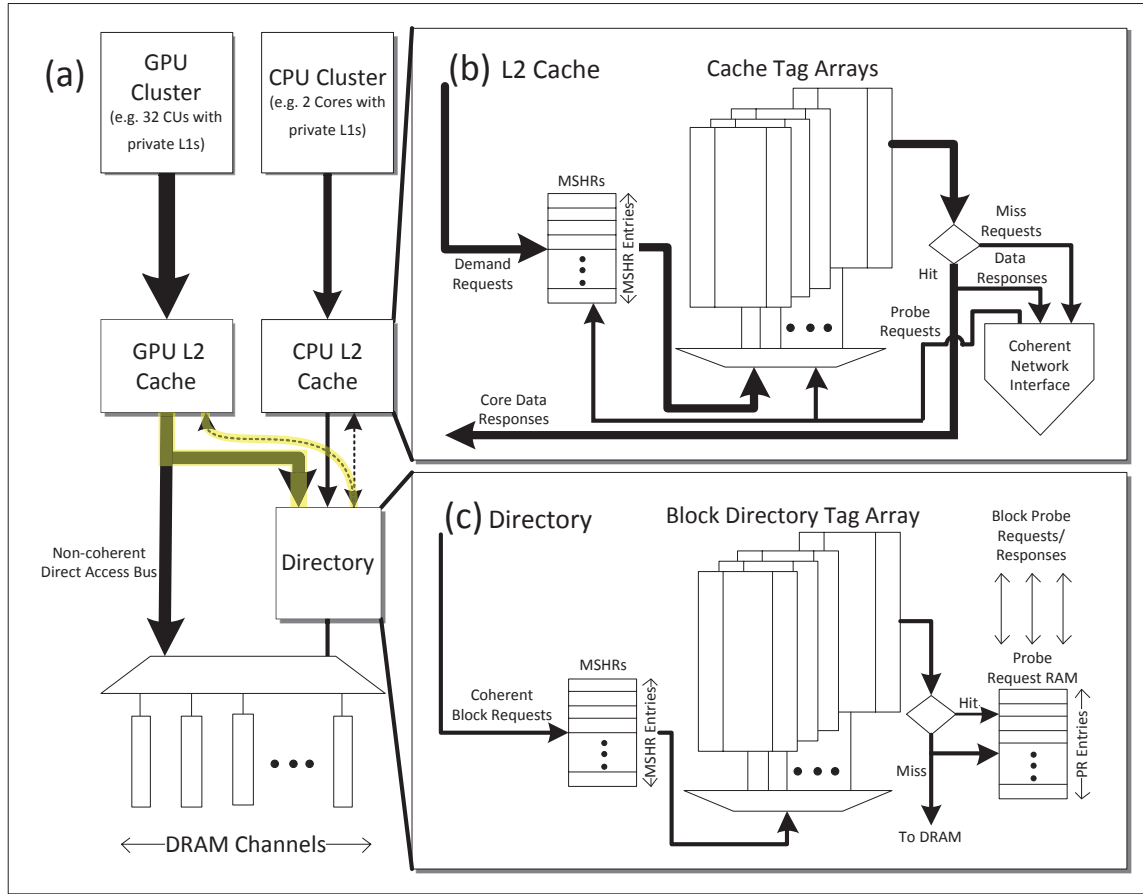 (a)
GPU
Cluster
(e.g. 32 CUs with
private L1s)
CPU Cluster
(e.g. 2 Cores with
private L1s)
GPU L2
Cache
CPU L2
Cache
Non-coherent
Direct Access Bus
Directory
DRAM Channels
(b) L2 Cache
Cache Tag Arrays
MSHRs
MSHR Entries
Demand
Requests
Miss
Requests
Hit
Data
Responses
Probe
Requests
Coherent
Network
Interface
Core Data
Responses
(c) Directory
Block Directory Tag Array
Block Probe
Requests/
Responses
MSHRs
MSHR Entries
Coherent
Block Requests
Probe
Request RAM
Hit
PR Entries
Miss
To DRAM